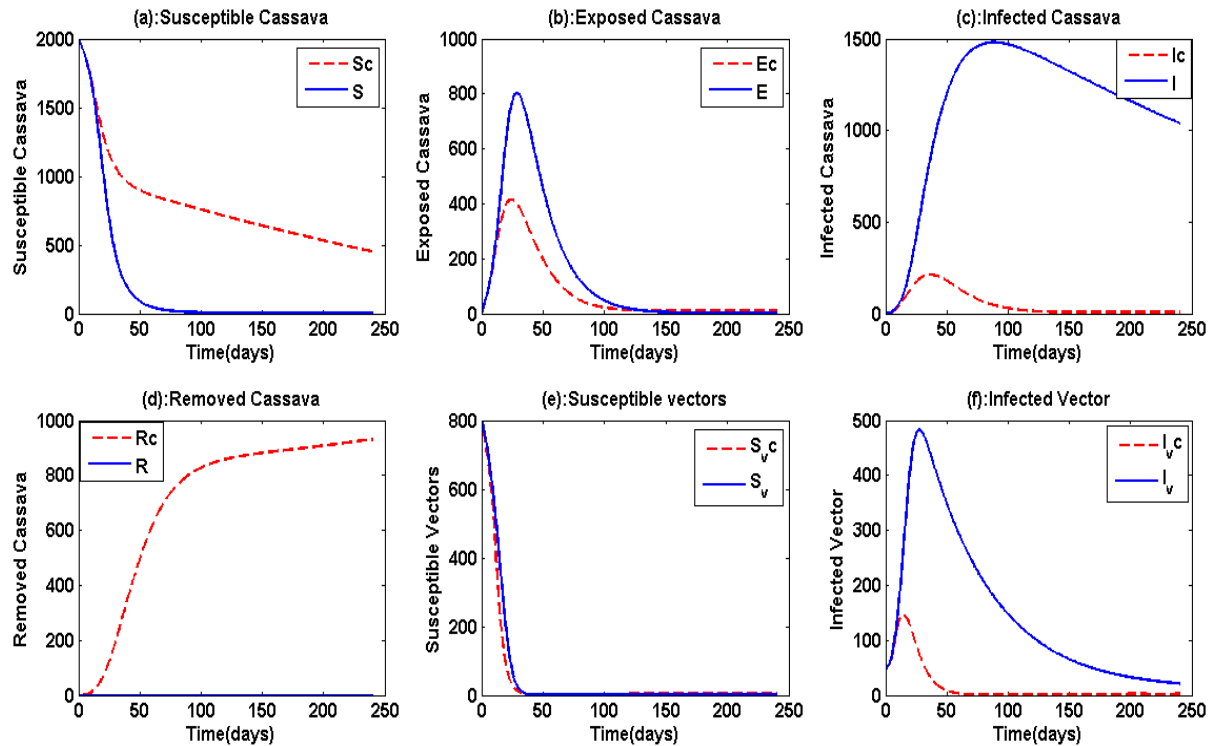 (a):Susceptible Cassava
2000
1500
1000
500
0
Susceptible Cassava
Sc
S
0 50 100 150 200 250
Time(days)
(b):Exposed Cassava
1000
800
600
400
200
0
Exposed Cassava
Ec
E
0 50 100 150 200 250
Time(days)
(c):Infected Cassava
1500
1000
500
0
Infected Cassava
Ic
I
0 50 100 150 200 250
Time(days)
(d):Removed Cassava
1000
800
600
400
200
0
Removed Cassava
Rc
R
0 50 100 150 200 250
Time(days)
(e):Susceptible vectors
800
600
400
200
0
Susceptible Vectors
S_v c
S_v
0 50 100 150 200 250
Time(days)
(f):Infected Vector
500
400
300
200
100
0
Infected Vector
I_v c
I_v
0 50 100 150 200 250
Time(days)